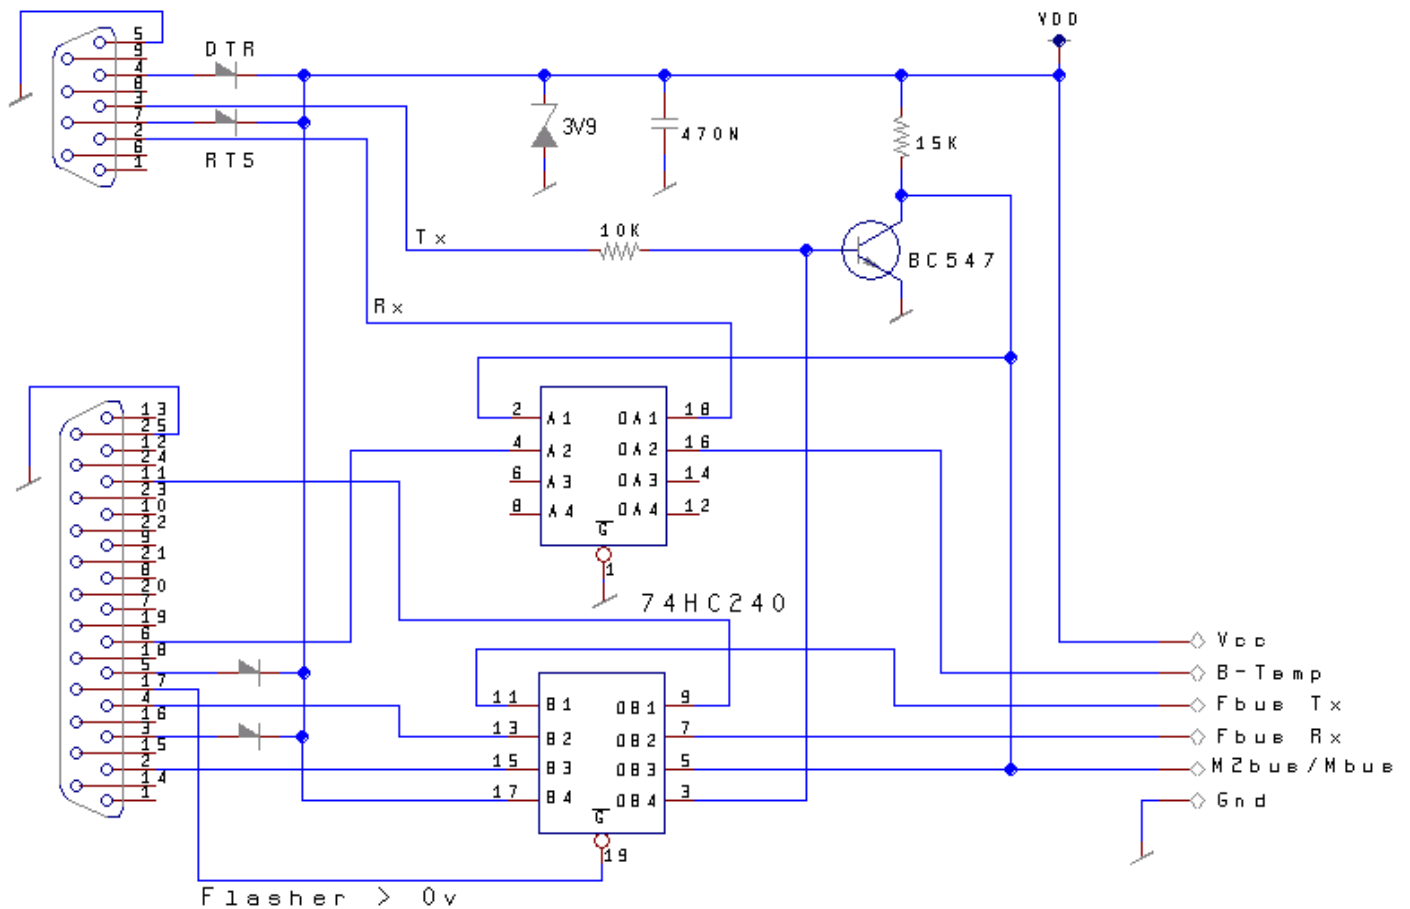 VDD
5
9
4
8
3
7
2
6
1
DTR
RTS
3V9
470N
15K
10K
Tx
BC547
Rx
13
25
12
24
11
23
10
22
9
21
8
20
7
19
6
18
5
17
4
16
3
15
2
14
1
2 A1 OA1 18
4 A2 OA2 16
6 A3 OA3 14
8 A4 OA4 12
G
1
74HC240
11 B1 OB1 9
13 B2 OB2 7
15 B3 OB3 5
17 B4 OB4 3
G
19
Vcc
B-Temp
Fbus Tx
Fbus Rx
M2bus/Mbus
Gnd
Flasher > 0v